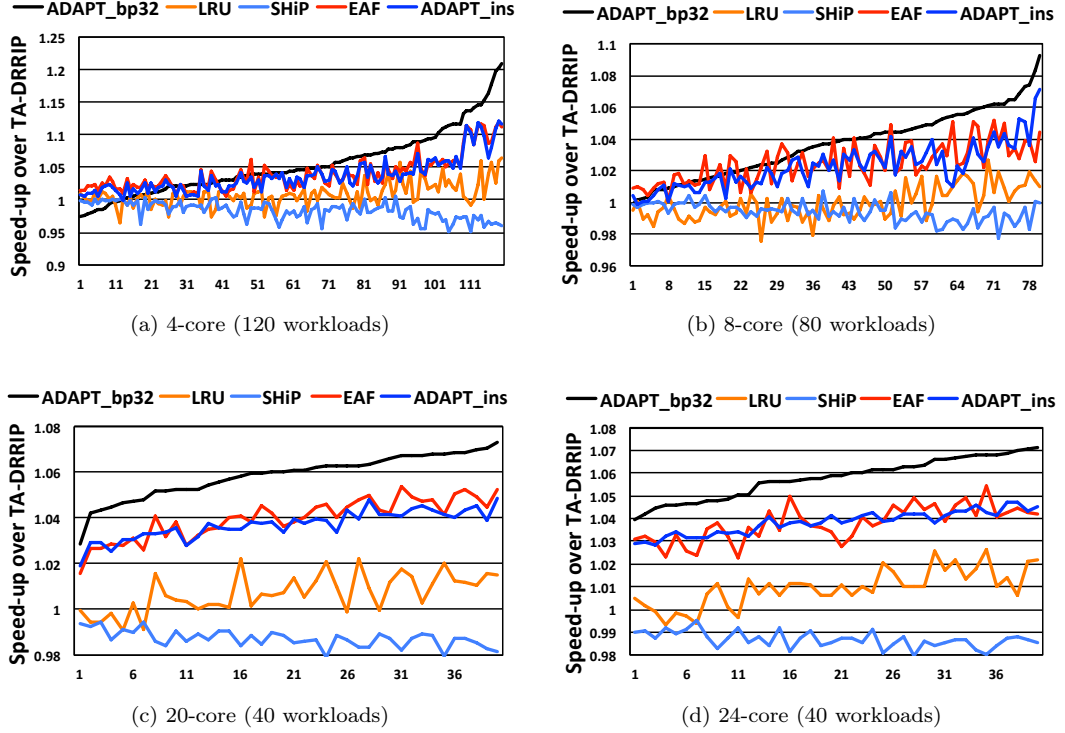 ADAPT_bp32 LRU SHiP EAF ADAPT_ins
Speed-up over TA-DRRIP
1.25
1.2
1.15
1.1
1.05
1
0.95
0.9
1 11 21 31 41 51 61 71 81 91 101 111
(a) 4-core (120 workloads)
ADAPT_bp32 LRU SHiP EAF ADAPT_ins
Speed-up over TA-DRRIP
1.1
1.08
1.06
1.04
1.02
1
0.98
0.96
1 8 15 22 29 36 43 50 57 64 71 78
(b) 8-core (80 workloads)
ADAPT_bp32 LRU SHiP EAF ADAPT_ins
Speed-up over TA-DRRIP
1.08
1.06
1.04
1.02
1
0.98
1 6 11 16 21 26 31 36
(c) 20-core (40 workloads)
ADAPT_bp32 LRU SHiP EAF ADAPT_ins
Speed-up over TA-DRRIP
1.08
1.07
1.06
1.05
1.04
1.03
1.02
1.01
1
0.99
0.98
1 6 11 16 21 26 31 36
(d) 24-core (40 workloads)